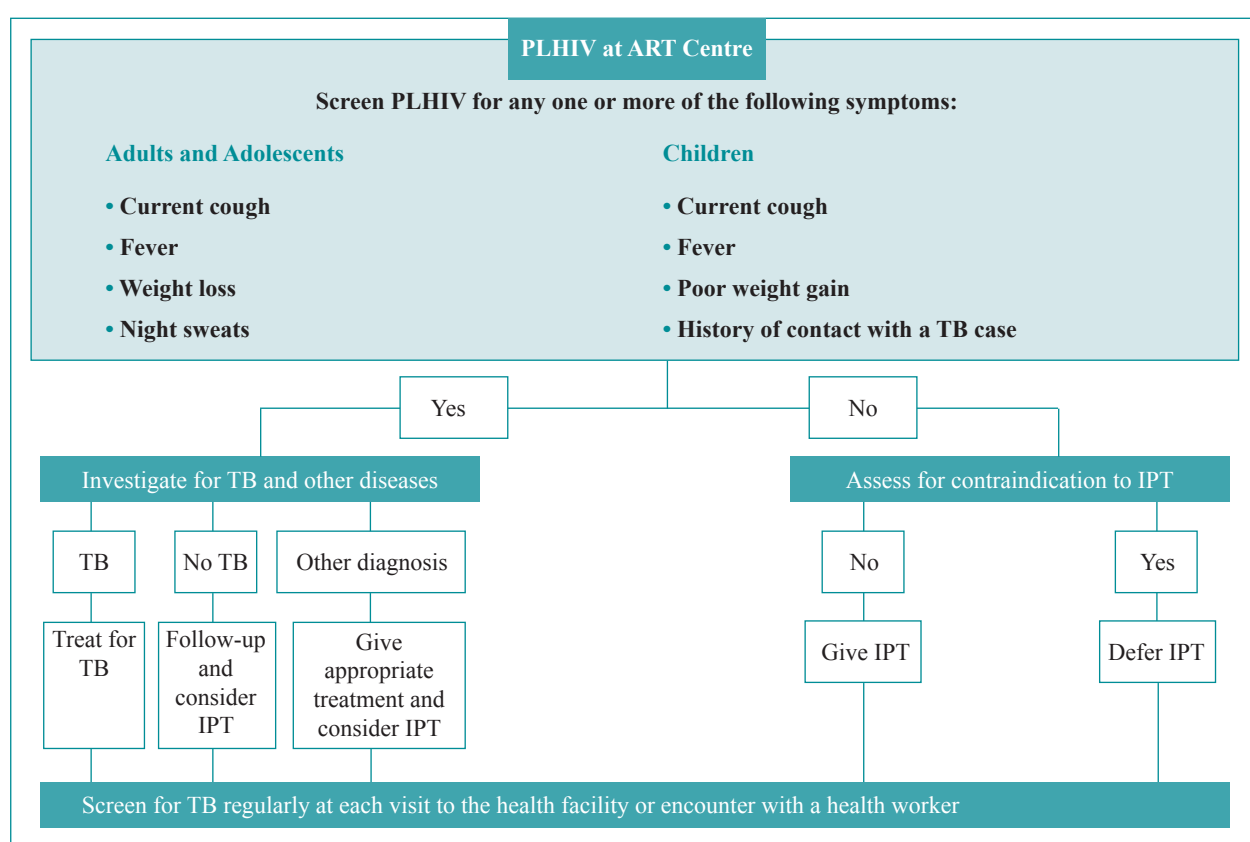 PLHIV at ART Centre
Screen PLHIV for any one or more of the following symptoms:
Adults and Adolescents
• Current cough
• Fever
• Weight loss
• Night sweats
Children
• Current cough
• Fever
• Poor weight gain
• History of contact with a TB case
Yes
No
Investigate for TB and other diseases
Assess for contraindication to IPT
TB
No TB
Other diagnosis
No
Yes
Treat for
TB
Follow-up
and
consider
IPT
Give
appropriate
treatment and
consider IPT
Give IPT
Defer IPT
Screen for TB regularly at each visit to the health facility or encounter with a health worker